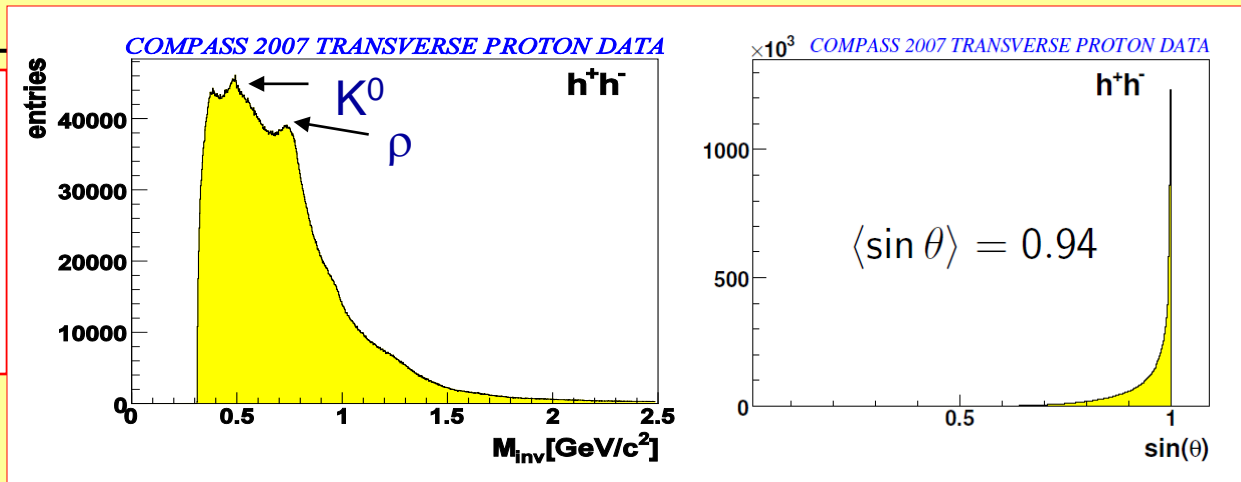 COMPASS 2007 TRANSVERSE PROTON DATA
entries
h⁺h⁻
K⁰
ρ
40000
30000
20000
10000
0
0 0.5 1 1.5 2 2.5
M_inv[GeV/c²]
×10³ COMPASS 2007 TRANSVERSE PROTON DATA
h⁺h⁻
1000
⟨sin θ⟩ = 0.94
500
0
0.5 1
sin(θ)